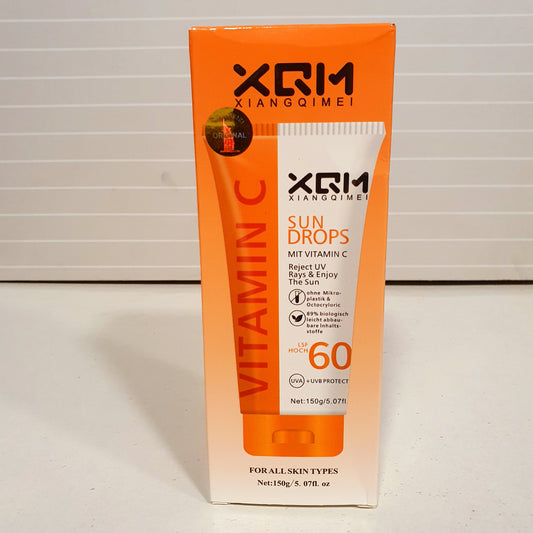 XQM
XIANGQIMEI
ORIGINAL
VITAMIN C
XQM
XIANGQIMEI
SUN
DROPS
MIT VITAMIN C
Reject UV
Rays & Enjoy
The Sun
ohne Mikro-
plastik &
Octocryloric
89% biologisch
leicht abbau-
bare Inhalts-
stoffe
LSF
HOCH 60
UVA +UVB PROTECT
Net:150g/5.07fl.
FOR ALL SKIN TYPES
Net:150g/5. 07fl. oz